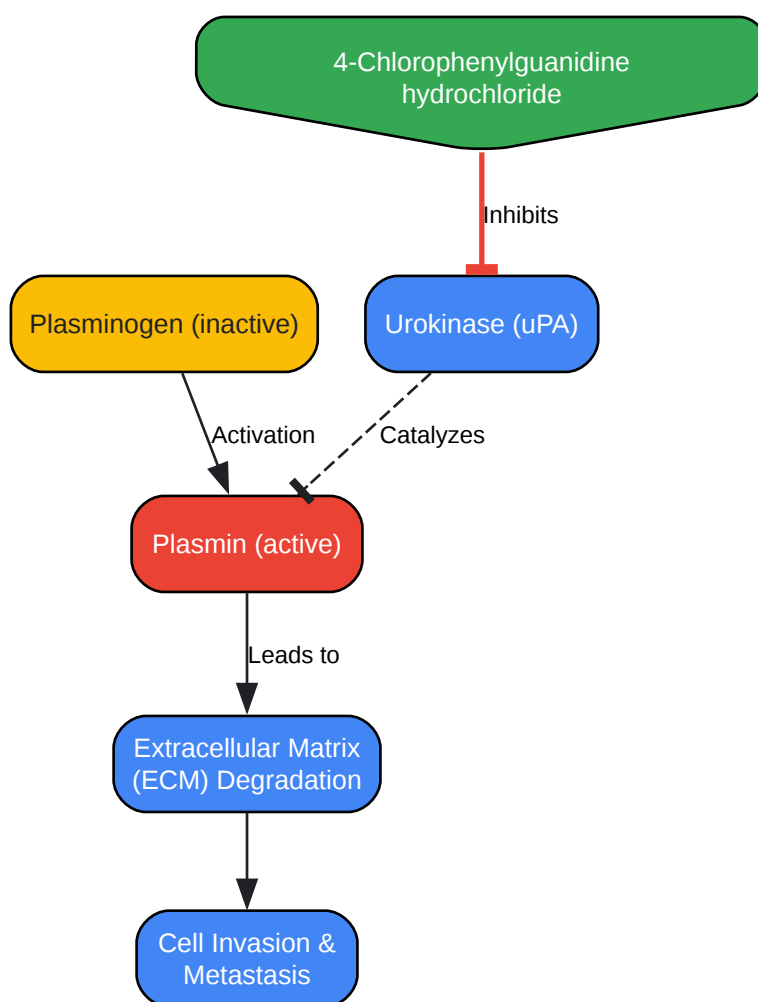 4-Chlorophenylguanidine
hydrochloride
Inhibits
Plasminogen (inactive)
Urokinase (uPA)
Activation
Catalyzes
Plasmin (active)
Leads to
Extracellular Matrix
(ECM) Degradation
Cell Invasion &
Metastasis